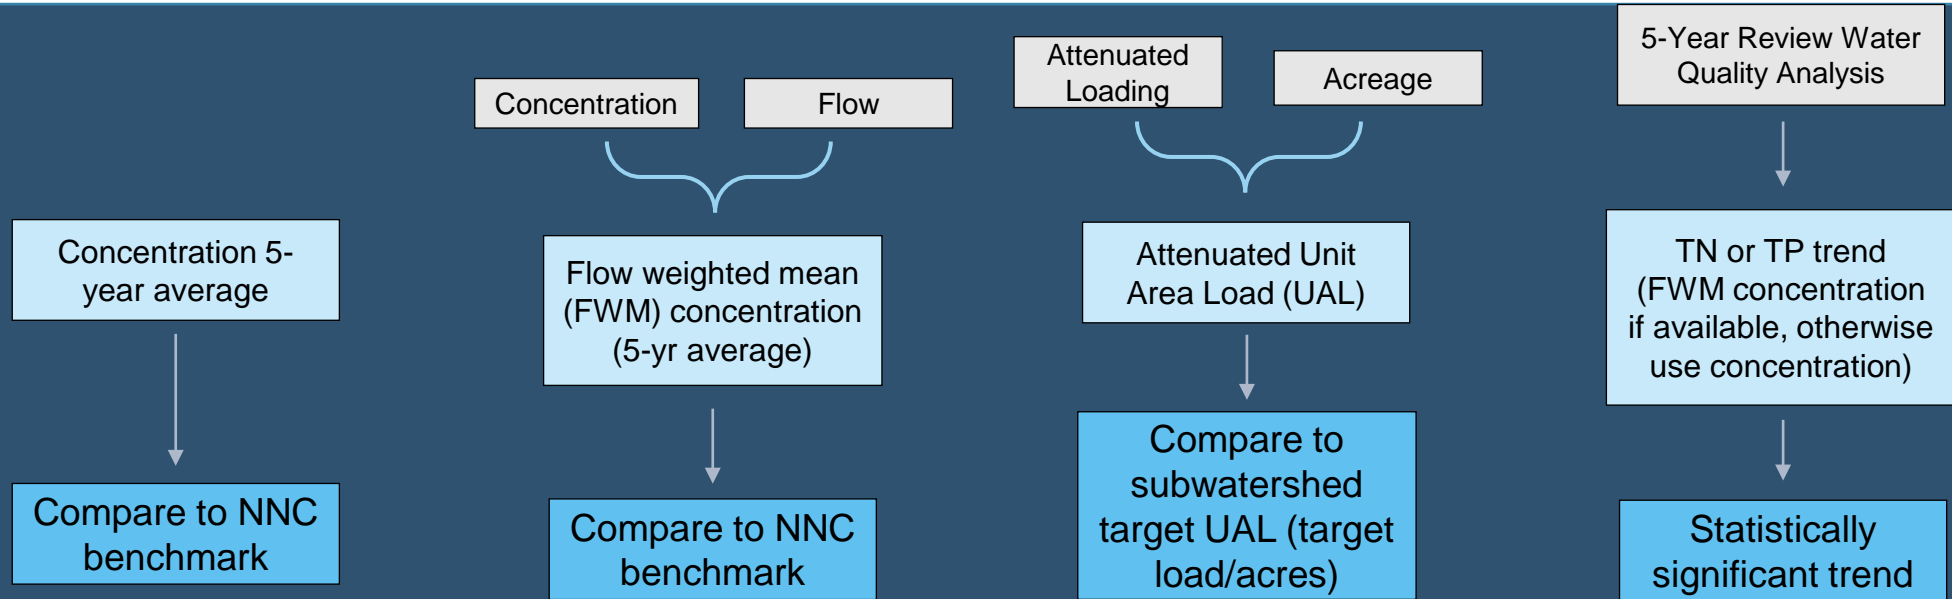 Concentration 5-
year average
Compare to NNC
benchmark
Concentration
Flow
Flow weighted mean
(FWM) concentration
(5-yr average)
Compare to NNC
benchmark
Attenuated
Loading
Acreage
Attenuated Unit
Area Load (UAL)
Compare to
subwatershed
target UAL (target
load/acres)
5-Year Review Water
Quality Analysis
TN or TP trend
(FWM concentration
if available, otherwise
use concentration)
Statistically
significant trend